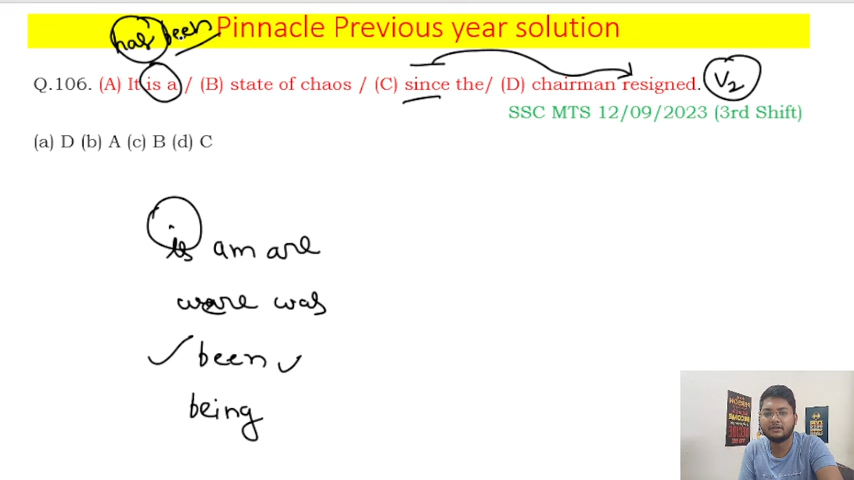 has been
Pinnacle Previous year solution
Q.106. (A) It is a / (B) state of chaos / (C) since the/ (D) chairman resigned. V2
SSC MTS 12/09/2023 (3rd Shift)
(a) D (b) A (c) B (d) C
is am are
were was
been
being